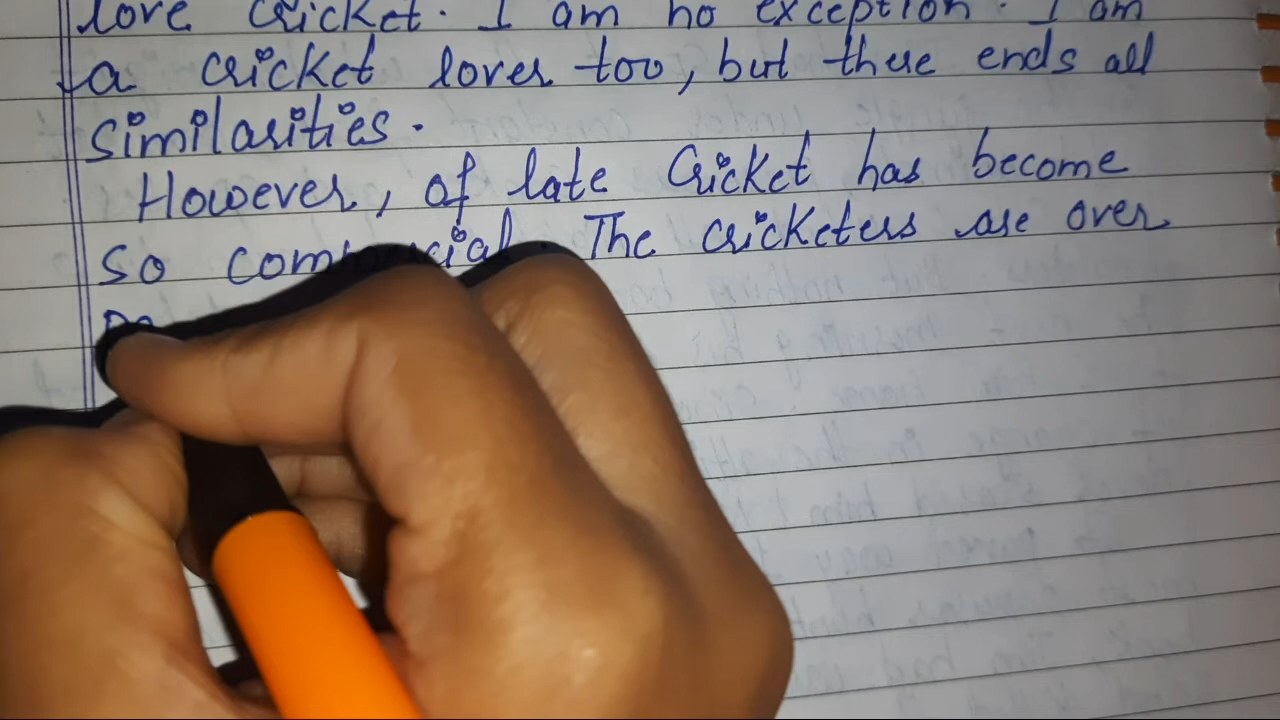 love cricket. I am no exception. I am
a cricket lover too, but there ends all
similarities.
However, of late Cricket has become
so commercial. The cricketers are over